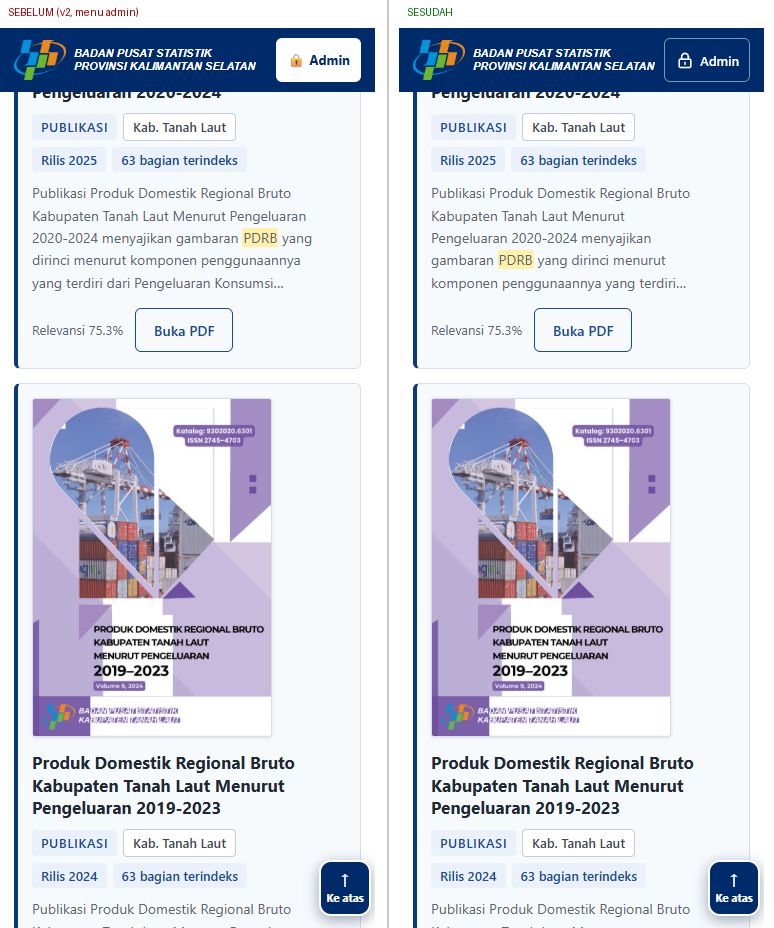 SEBELUM (v2, menu admin)
BADAN PUSAT STATISTIK
PROVINSI KALIMANTAN SELATAN
Admin
Pengeluaran 2020-2024
PUBLIKASI
Kab. Tanah Laut
Rilis 2025
63 bagian terindeks
Publikasi Produk Domestik Regional Bruto
Kabupaten Tanah Laut Menurut Pengeluaran
2020-2024 menyajikan gambaran PDRB yang
dirinci menurut komponen penggunaannya
yang terdiri dari Pengeluaran Konsumsi...
Relevansi 75.3%
Buka PDF
Katalog: 9302020.6301
ISSN 2745-4703
PRODUK DOMESTIK REGIONAL BRUTO
KABUPATEN TANAH LAUT
MENURUT PENGELUARAN
2019–2023
Volume 9, 2024
BADAN PUSAT STATISTIK
KABUPATEN TANAH LAUT
Produk Domestik Regional Bruto
Kabupaten Tanah Laut Menurut
Pengeluaran 2019-2023
PUBLIKASI
Kab. Tanah Laut
Rilis 2024
63 bagian terindeks
↑
Ke atas
Publikasi Produk Domestik Regional Bruto
SESUDAH
BADAN PUSAT STATISTIK
PROVINSI KALIMANTAN SELATAN
Admin
Pengeluaran 2020-2024
PUBLIKASI
Kab. Tanah Laut
Rilis 2025
63 bagian terindeks
Publikasi Produk Domestik Regional Bruto
Kabupaten Tanah Laut Menurut
Pengeluaran 2020-2024 menyajikan
gambaran PDRB yang dirinci menurut
komponen penggunaannya yang terdiri...
Relevansi 75.3%
Buka PDF
Katalog: 9302020.6301
ISSN 2745-4703
PRODUK DOMESTIK REGIONAL BRUTO
KABUPATEN TANAH LAUT
MENURUT PENGELUARAN
2019–2023
Volume 9, 2024
BADAN PUSAT STATISTIK
KABUPATEN TANAH LAUT
Produk Domestik Regional Bruto
Kabupaten Tanah Laut Menurut
Pengeluaran 2019-2023
PUBLIKASI
Kab. Tanah Laut
Rilis 2024
63 bagian terindeks
↑
Ke atas
Publikasi Produk Domestik Regional Bruto